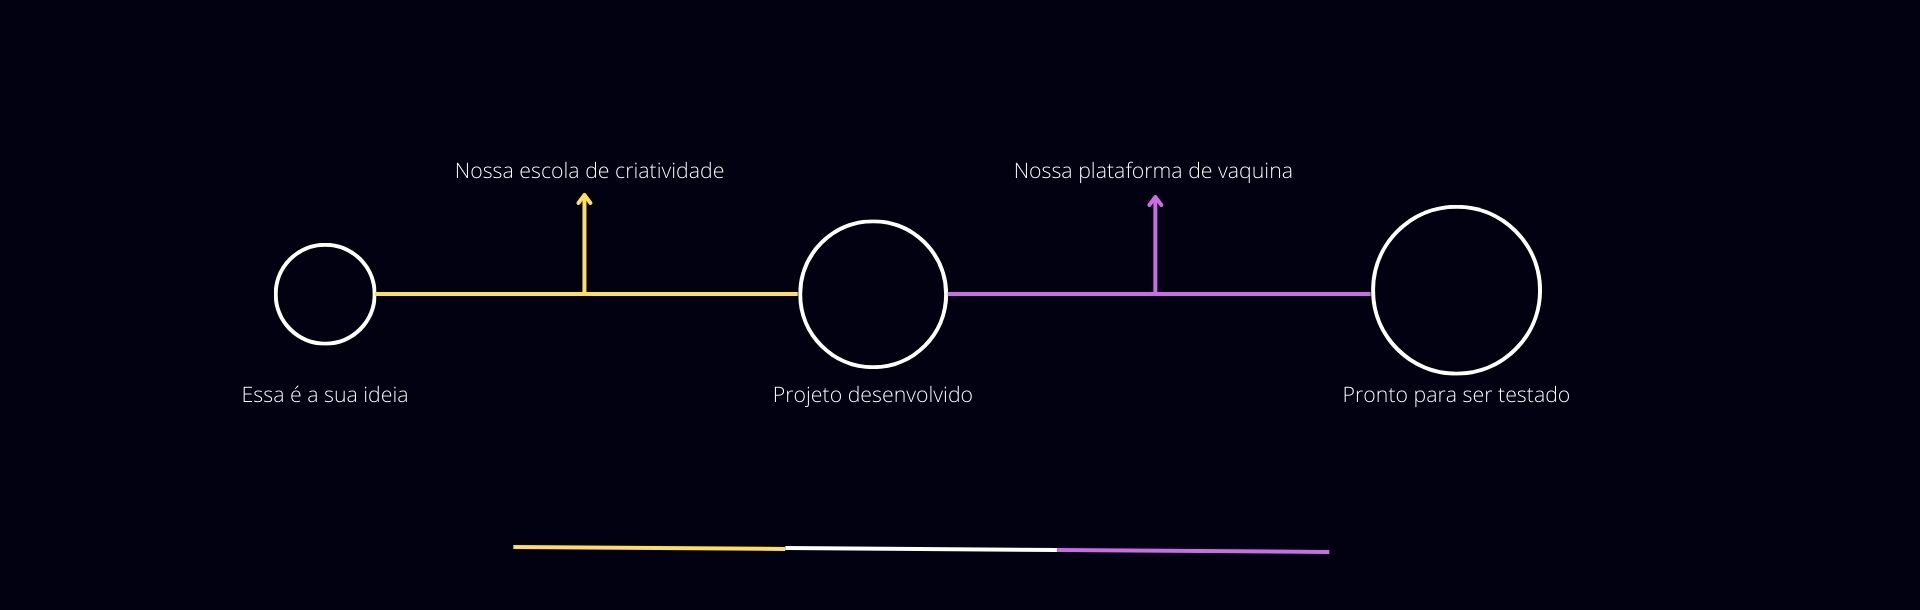 Nossa escola de criatividade
Nossa plataforma de vaquina
Essa é a sua ideia
Projeto desenvolvido
Pronto para ser testado